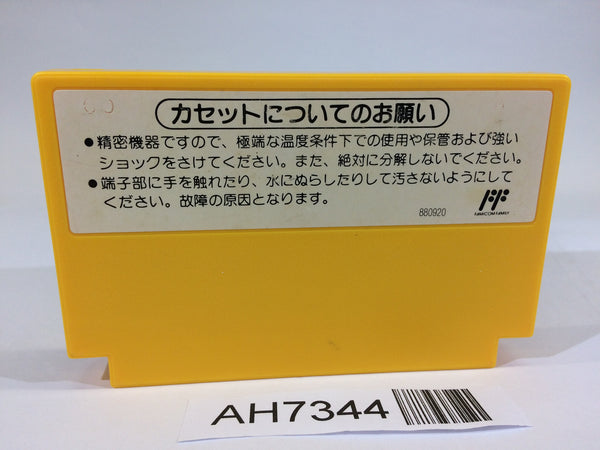 カセットについてのお願い
●精密機器ですので、極端な温度条件下での使用や保管および強い
ショックをさけてください。また、絶対に分解しないでください。
●端子部に手を触れたり、水にぬらしたりして汚さないようにして
ください。故障の原因となります。
880920
FAMICOM FAMILY
AH7344